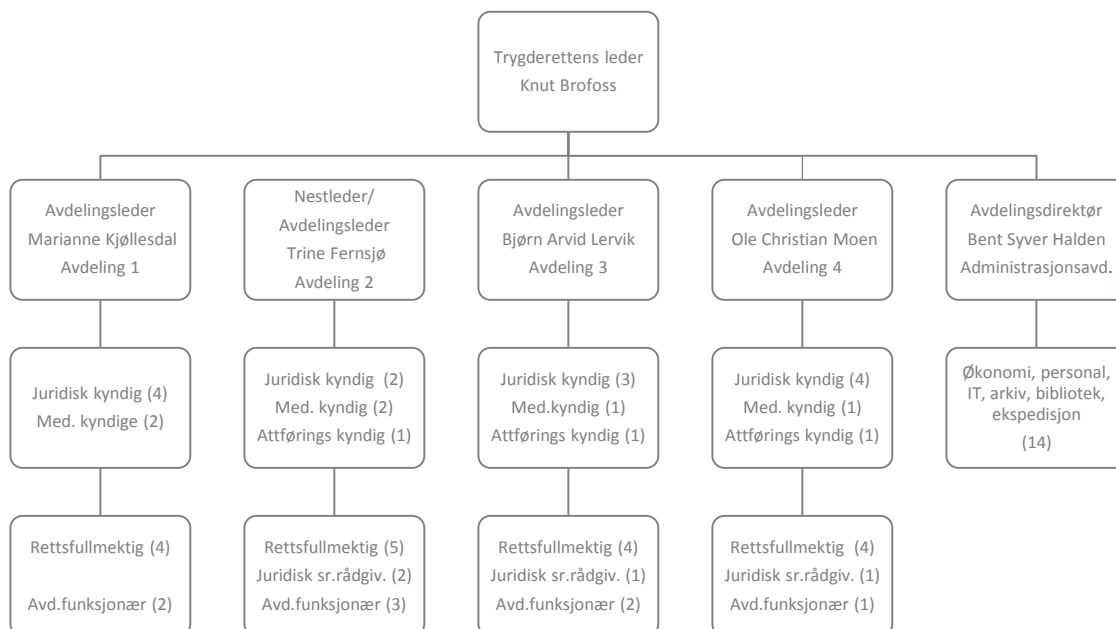 Trygderettens leder
Knut Brofoss
Avdelingsleder
Marianne Kjøllesdal
Avdeling 1
Nestleder/
Avdelingsleder
Trine Fernsjø
Avdeling 2
Avdelingsleder
Bjørn Arvid Lervik
Avdeling 3
Avdelingsleder
Ole Christian Moen
Avdeling 4
Avdelingsdirektør
Bent Syver Halden
Administrasjonsavd.
Juridisk kyndig (4)
Med. kyndige (2)
Juridisk kyndig (2)
Med. kyndig (2)
Attførings kyndig (1)
Juridisk kyndig (3)
Med.kyndig (1)
Attførings kyndig (1)
Juridisk kyndig (4)
Med. kyndig (1)
Attførings kyndig (1)
Økonomi, personal,
IT, arkiv, bibliotek,
ekspedisjon
(14)
Rettsfullmektig (4)
Avd.funksjonær (2)
Rettsfullmektig (5)
Juridisk sr.rådgiv. (2)
Avd.funksjonær (3)
Rettsfullmektig (4)
Juridisk sr.rådgiv. (1)
Avd.funksjonær (2)
Rettsfullmektig (4)
Juridisk sr.rådgiv. (1)
Avd.funksjonær (1)